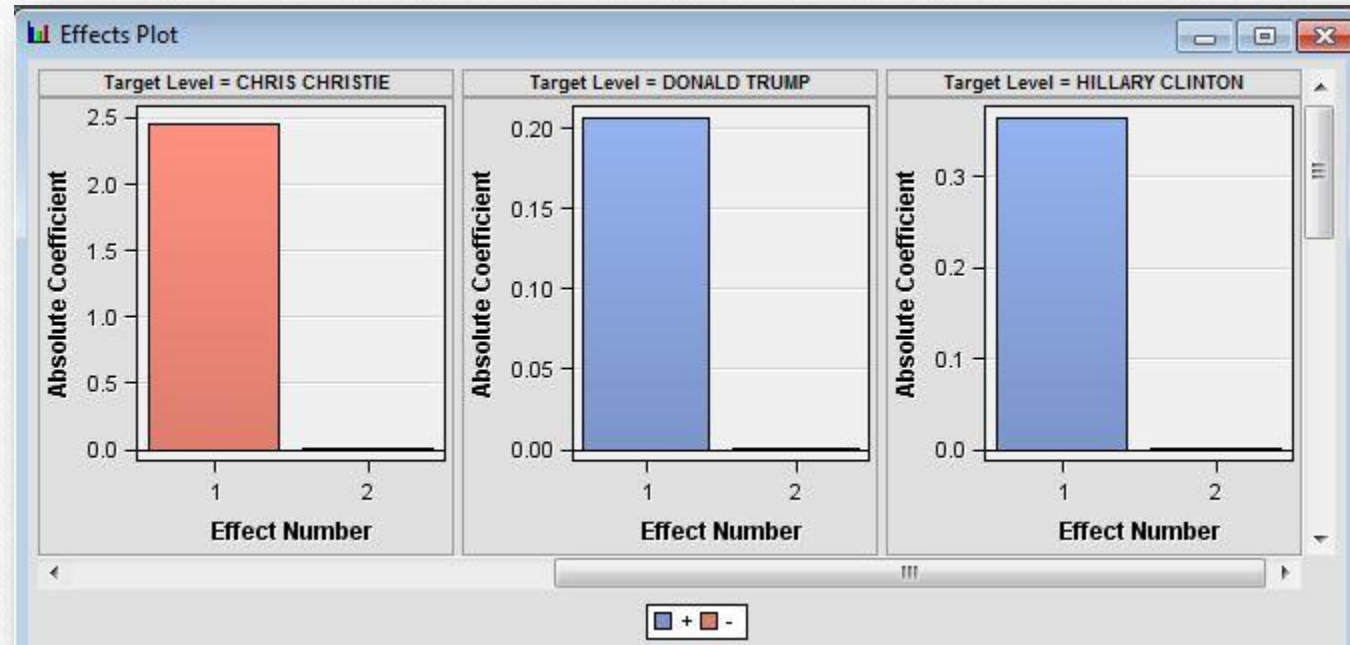 Effects Plot
Target Level = CHRIS CHRISTIE
Absolute Coefficient
2.5
2.0
1.5
1.0
0.5
0.0
1 2
Effect Number
Target Level = DONALD TRUMP
Absolute Coefficient
0.20
0.15
0.10
0.05
0.00
1 2
Effect Number
Target Level = HILLARY CLINTON
Absolute Coefficient
0.3
0.2
0.1
0.0
1 2
Effect Number
+ -